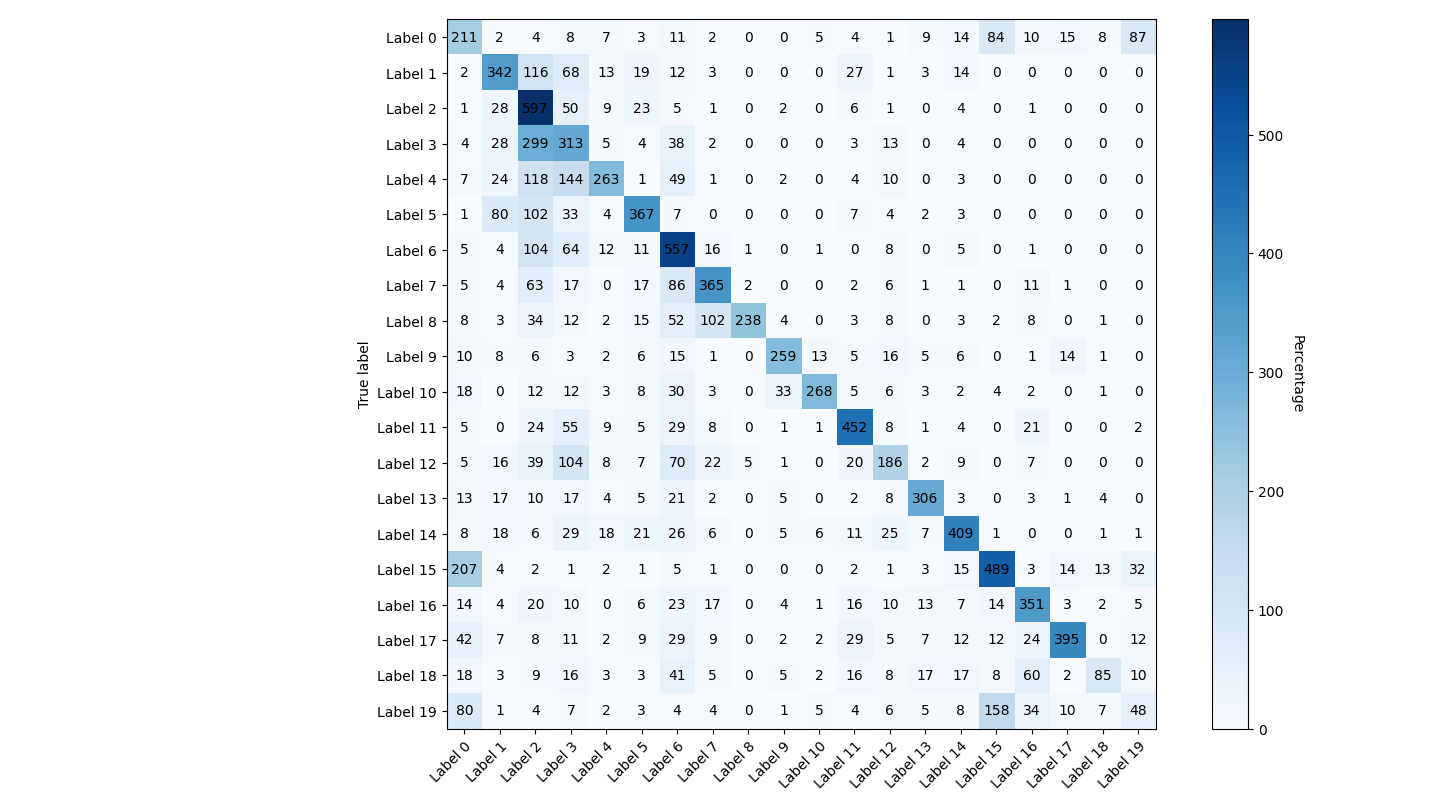 Label 0 211 2 4 8 7 3 11 2 0 0 5 4 1 9 14 84 10 15 8 87
Label 1 2 342 116 68 13 19 12 3 0 0 0 27 1 3 14 0 0 0 0 0
Label 2 1 28 597 50 9 23 5 1 0 2 0 6 1 0 4 0 1 0 0 0
Label 3 4 28 299 313 5 4 38 2 0 0 0 3 13 0 4 0 0 0 0 0
Label 4 7 24 118 144 263 1 49 1 0 2 0 4 10 0 3 0 0 0 0 0
Label 5 1 80 102 33 4 367 7 0 0 0 0 7 4 2 3 0 0 0 0 0
Label 6 5 4 104 64 12 11 557 16 1 0 1 0 8 0 5 0 1 0 0 0
Label 7 5 4 63 17 0 17 86 365 2 0 0 2 6 1 1 0 11 1 0 0
Label 8 8 3 34 12 2 15 52 102 238 4 0 3 8 0 3 2 8 0 1 0
Label 9 10 8 6 3 2 6 15 1 0 259 13 5 16 5 6 0 1 14 1 0
Label 10 18 0 12 12 3 8 30 3 0 33 268 5 6 3 2 4 2 0 1 0
Label 11 5 0 24 55 9 5 29 8 0 1 1 452 8 1 4 0 21 0 0 2
Label 12 5 16 39 104 8 7 70 22 5 1 0 20 186 2 9 0 7 0 0 0
Label 13 13 17 10 17 4 5 21 2 0 5 0 2 8 306 3 0 3 1 4 0
Label 14 8 18 6 29 18 21 26 6 0 5 6 11 25 7 409 1 0 0 1 1
Label 15 207 4 2 1 2 1 5 1 0 0 0 2 1 3 15 489 3 14 13 32
Label 16 14 4 20 10 0 6 23 17 0 4 1 16 10 13 7 14 351 3 2 5
Label 17 42 7 8 11 2 9 29 9 0 2 2 29 5 7 12 12 24 395 0 12
Label 18 18 3 9 16 3 3 41 5 0 5 2 16 8 17 17 8 60 2 85 10
Label 19 80 1 4 7 2 3 4 4 0 1 5 4 6 5 8 158 34 10 7 48
Label 0 Label 1 Label 2 Label 3 Label 4 Label 5 Label 6 Label 7 Label 8 Label 9 Label 10 Label 11 Label 12 Label 13 Label 14 Label 15 Label 16 Label 17 Label 18 Label 19
True label
500
400
300
200
100
0
Percentage